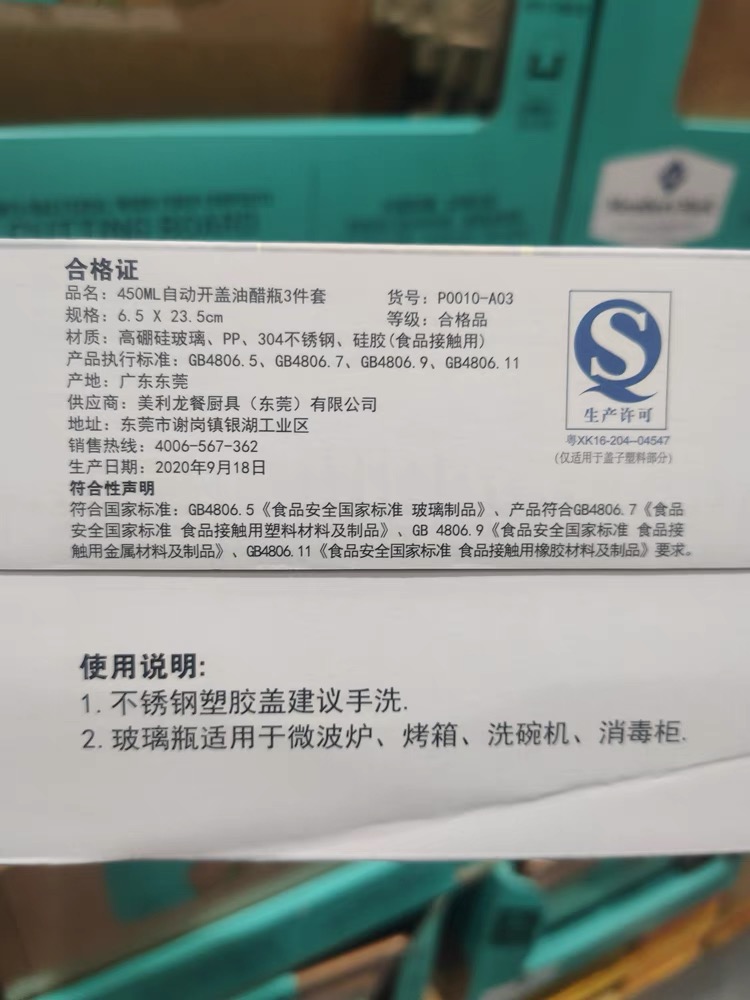 CUTTING BOARD
合格证
品名：450ML自动开盖油醋瓶3件套 货号：P0010-A03
规格：6.5 X 23.5cm 等级：合格品
材质：高硼硅玻璃、PP、304不锈钢、硅胶(食品接触用)
产品执行标准：GB4806.5、GB4806.7、GB4806.9、GB4806.11
产地：广东东莞
供应商：美利龙餐厨具（东莞）有限公司
地址：东莞市谢岗镇银湖工业区
销售热线：4006-567-362
生产日期：2020年9月18日
生产许可
粤XK16-204-04547
(仅适用于盖子塑料部分)
符合性声明
符合国家标准：GB4806.5《食品安全国家标准 玻璃制品》、产品符合GB4806.7《食品
安全国家标准 食品接触用塑料材料及制品》、GB 4806.9《食品安全国家标准 食品接
触用金属材料及制品》、GB4806.11《食品安全国家标准 食品接触用橡胶材料及制品》要求。
使用说明:
1. 不锈钢塑胶盖建议手洗.
2. 玻璃瓶适用于微波炉、烤箱、洗碗机、消毒柜.